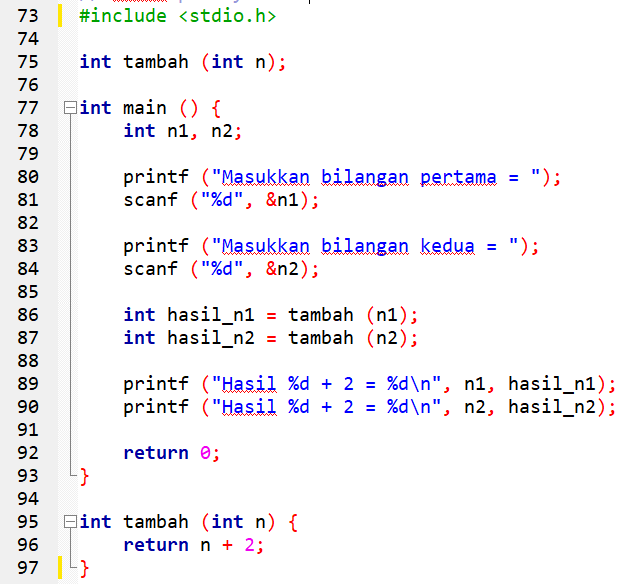 73 #include <stdio.h>
74
75 int tambah (int n);
76
77 int main () {
78     int n1, n2;
79
80     printf ("Masukkan bilangan pertama = ");
81     scanf ("%d", &n1);
82
83     printf ("Masukkan bilangan kedua = ");
84     scanf ("%d", &n2);
85
86     int hasil_n1 = tambah (n1);
87     int hasil_n2 = tambah (n2);
88
89     printf ("Hasil %d + 2 = %d\n", n1, hasil_n1);
90     printf ("Hasil %d + 2 = %d\n", n2, hasil_n2);
91
92     return 0;
93 }
94
95 int tambah (int n) {
96     return n + 2;
97 }